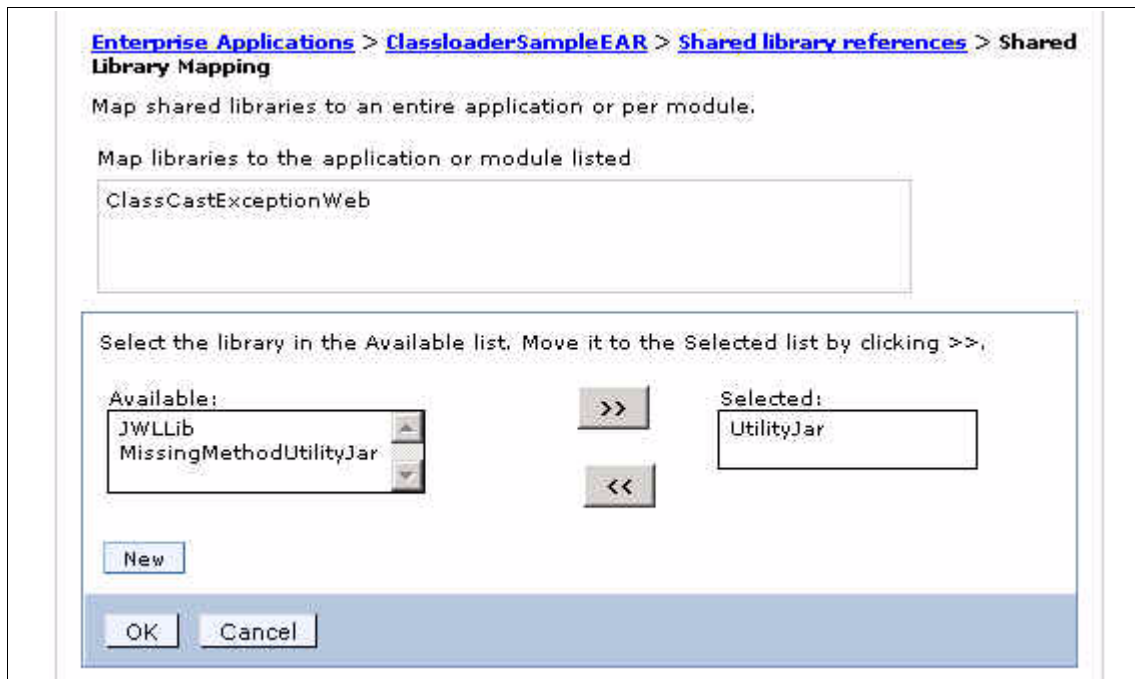 Enterprise Applications > ClassloaderSampleEAR > Shared library references > Shared
Library Mapping
Map shared libraries to an entire application or per module.
Map libraries to the application or module listed
ClassCastExceptionWeb
Select the library in the Available list. Move it to the Selected list by clicking >>.
Available:
JWLLib
MissingMethodUtilityJar
>>
<<
Selected:
UtilityJar
New
OK Cancel